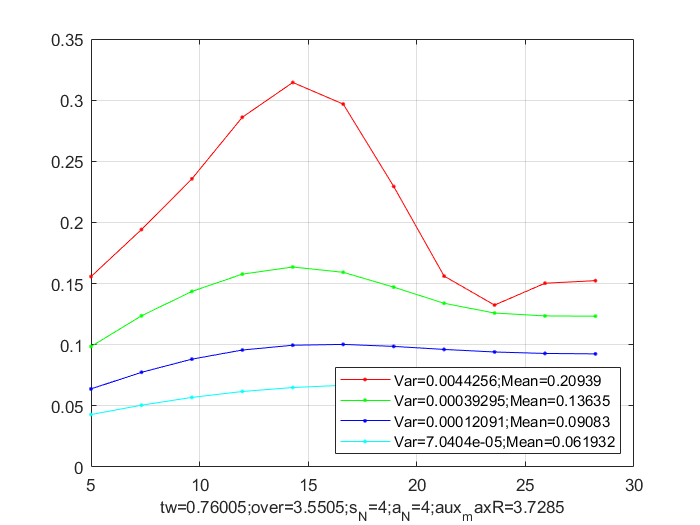 0.35
0.3
0.25
0.2
0.15
0.1
0.05
0
5 10 15 20 25 30
Var=0.0044256;Mean=0.20939
Var=0.00039295;Mean=0.13635
Var=0.00012091;Mean=0.09083
Var=7.0404e-05;Mean=0.061932
tw=0.76005;over=3.5505;s_N=4;a_N=4;aux_maxR=3.7285